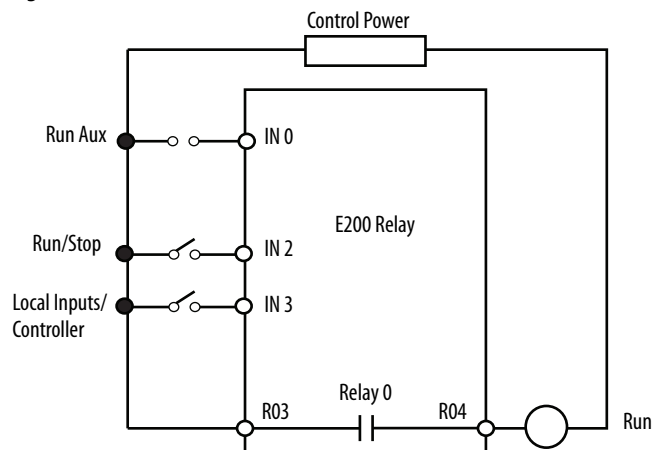 Control Power
Run Aux
IN 0
E200 Relay
Run/Stop
IN 2
Local Inputs/
Controller
IN 3
Relay 0
R03
R04
Run